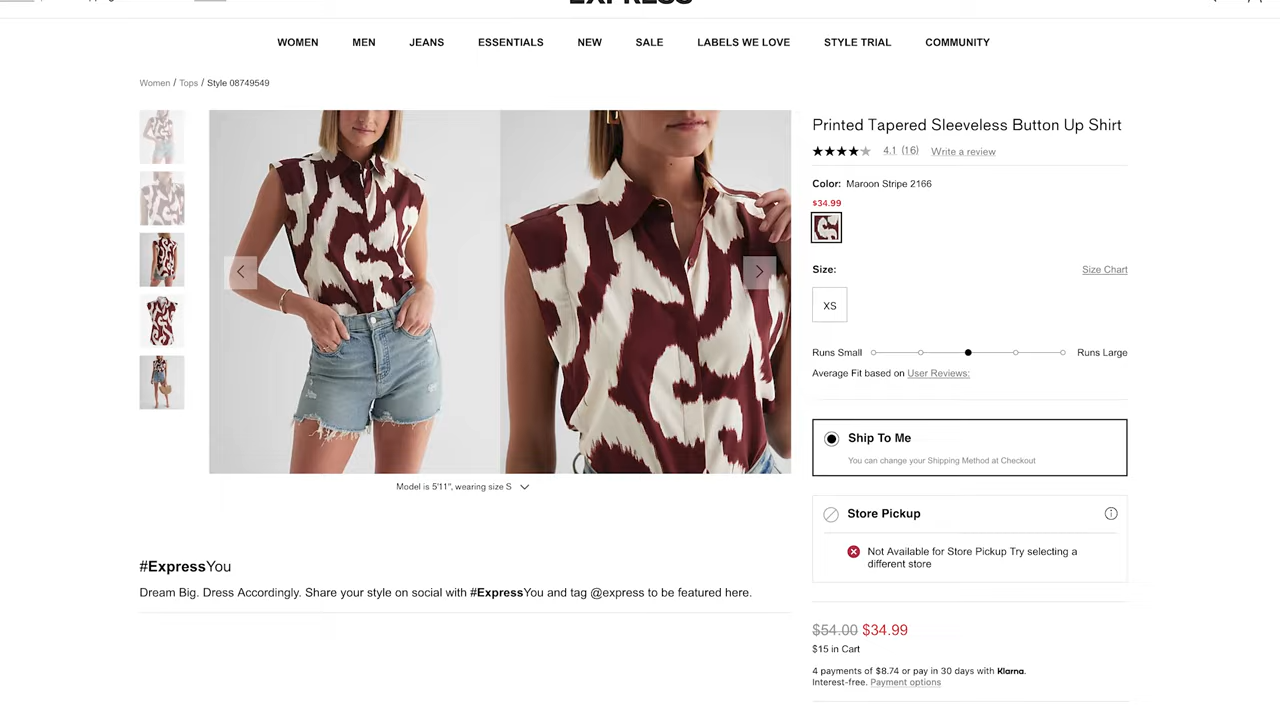 EXPRESS
WOMEN MEN JEANS ESSENTIALS NEW SALE LABELS WE LOVE STYLE TRIAL COMMUNITY
Women / Tops / Style 08749549
Printed Tapered Sleeveless Button Up Shirt
4.1 (16) Write a review
Color: Maroon Stripe 2166
$34.99
Size: Size Chart
XS
Runs Small Runs Large
Average Fit based on User Reviews:
Ship To Me
You can change your Shipping Method at Checkout
Store Pickup
Not Available for Store Pickup Try selecting a
different store
Model is 5'11", wearing size S
#ExpressYou
Dream Big. Dress Accordingly. Share your style on social with #ExpressYou and tag @express to be featured here.
$54.00 $34.99
$15 in Cart
4 payments of $8.74 or pay in 30 days with Klarna.
Interest-free. Payment options